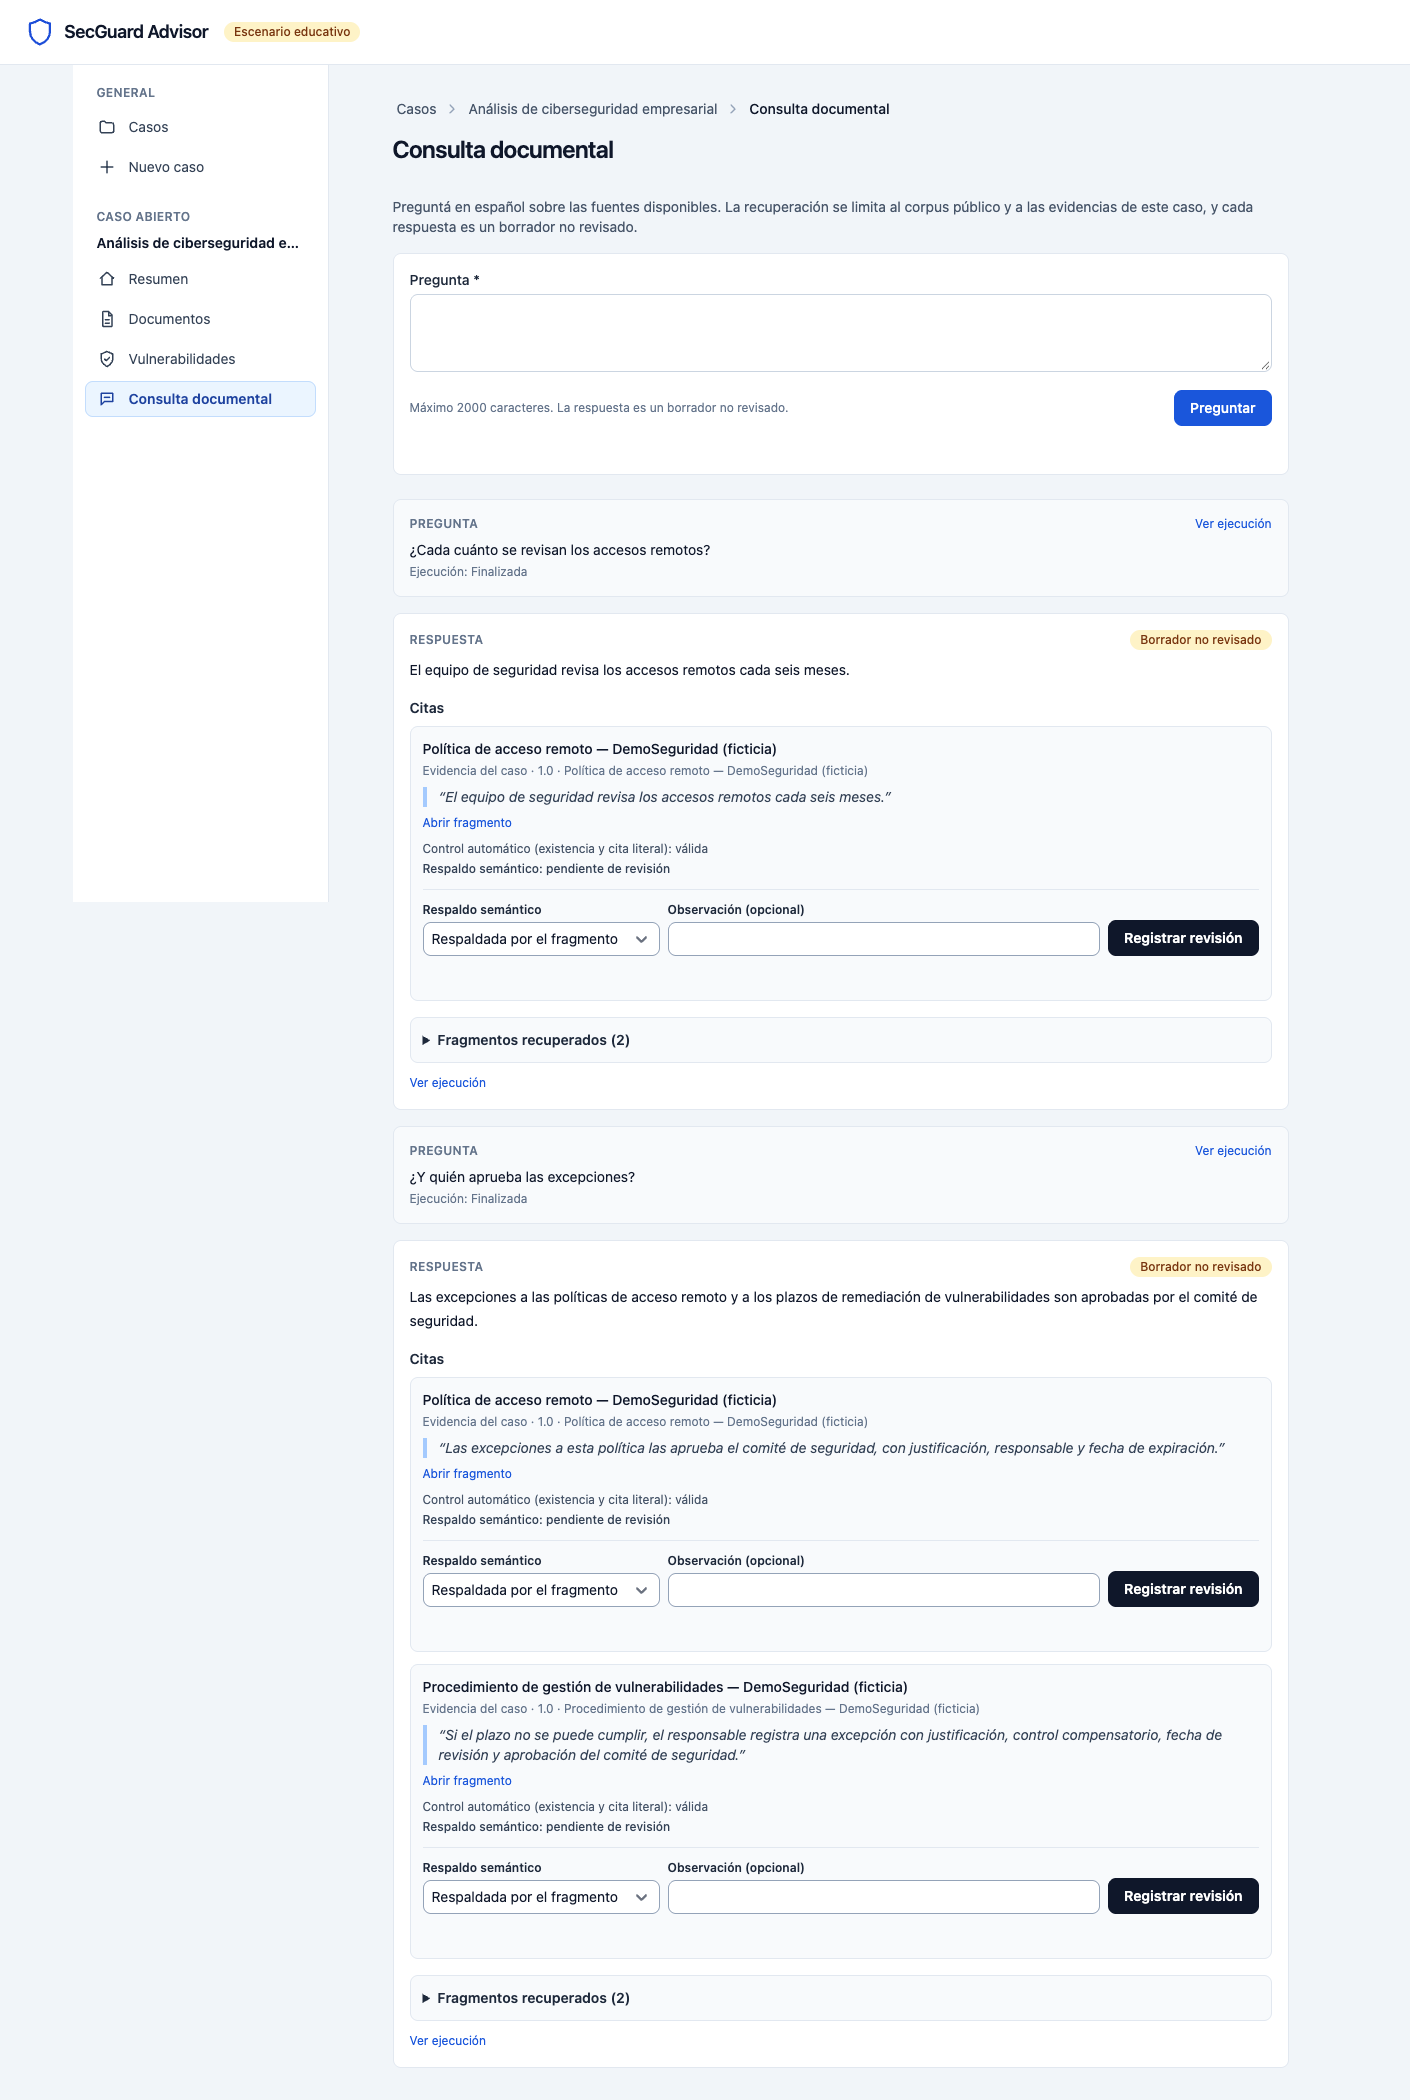 SecGuard Advisor
Escenario educativo
GENERAL
Casos
Nuevo caso
CASO ABIERTO
Análisis de ciberseguridad e...
Resumen
Documentos
Vulnerabilidades
Consulta documental
Casos > Análisis de ciberseguridad empresarial > Consulta documental
Consulta documental
Preguntá en español sobre las fuentes disponibles. La recuperación se limita al corpus público y a las evidencias de este caso, y cada
respuesta es un borrador no revisado.
Pregunta *
Máximo 2000 caracteres. La respuesta es un borrador no revisado.
Preguntar
PREGUNTA
Ver ejecución
¿Cada cuánto se revisan los accesos remotos?
Ejecución: Finalizada
RESPUESTA
Borrador no revisado
El equipo de seguridad revisa los accesos remotos cada seis meses.
Citas
Política de acceso remoto — DemoSeguridad (ficticia)
Evidencia del caso · 1.0 · Política de acceso remoto — DemoSeguridad (ficticia)
“El equipo de seguridad revisa los accesos remotos cada seis meses.”
Abrir fragmento
Control automático (existencia y cita literal): válida
Respaldo semántico: pendiente de revisión
Respaldo semántico
Observación (opcional)
Respaldada por el fragmento
Registrar revisión
Fragmentos recuperados (2)
Ver ejecución
PREGUNTA
Ver ejecución
¿Y quién aprueba las excepciones?
Ejecución: Finalizada
RESPUESTA
Borrador no revisado
Las excepciones a las políticas de acceso remoto y a los plazos de remediación de vulnerabilidades son aprobadas por el comité de
seguridad.
Citas
Política de acceso remoto — DemoSeguridad (ficticia)
Evidencia del caso · 1.0 · Política de acceso remoto — DemoSeguridad (ficticia)
“Las excepciones a esta política las aprueba el comité de seguridad, con justificación, responsable y fecha de expiración.”
Abrir fragmento
Control automático (existencia y cita literal): válida
Respaldo semántico: pendiente de revisión
Respaldo semántico
Observación (opcional)
Respaldada por el fragmento
Registrar revisión
Procedimiento de gestión de vulnerabilidades — DemoSeguridad (ficticia)
Evidencia del caso · 1.0 · Procedimiento de gestión de vulnerabilidades — DemoSeguridad (ficticia)
“Si el plazo no se puede cumplir, el responsable registra una excepción con justificación, control compensatorio, fecha de
revisión y aprobación del comité de seguridad.”
Abrir fragmento
Control automático (existencia y cita literal): válida
Respaldo semántico: pendiente de revisión
Respaldo semántico
Observación (opcional)
Respaldada por el fragmento
Registrar revisión
Fragmentos recuperados (2)
Ver ejecución